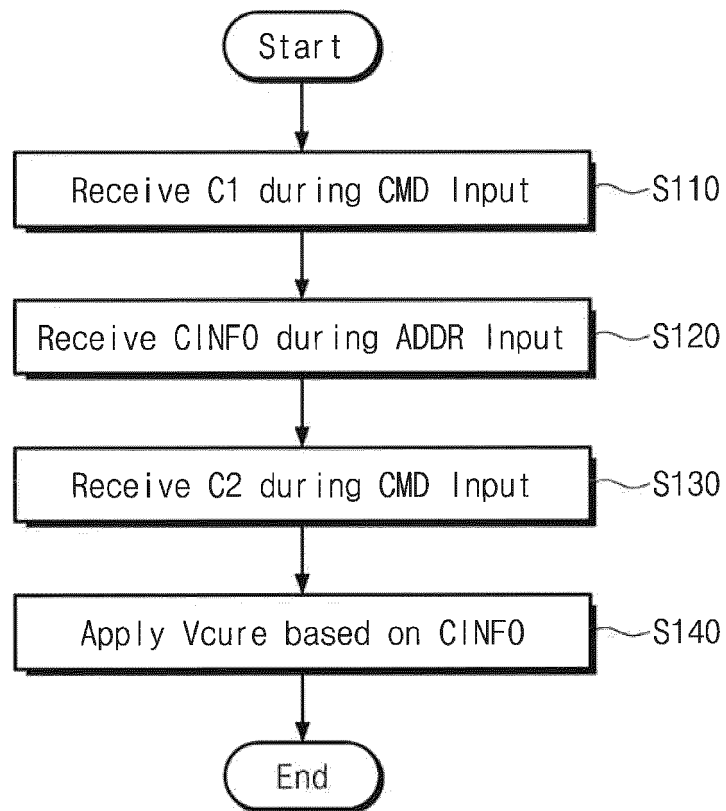 Start
Receive C1 during CMD Input
S110
Receive CINFO during ADDR Input
S120
Receive C2 during CMD Input
S130
Apply Vcure based on CINFO
S140
End